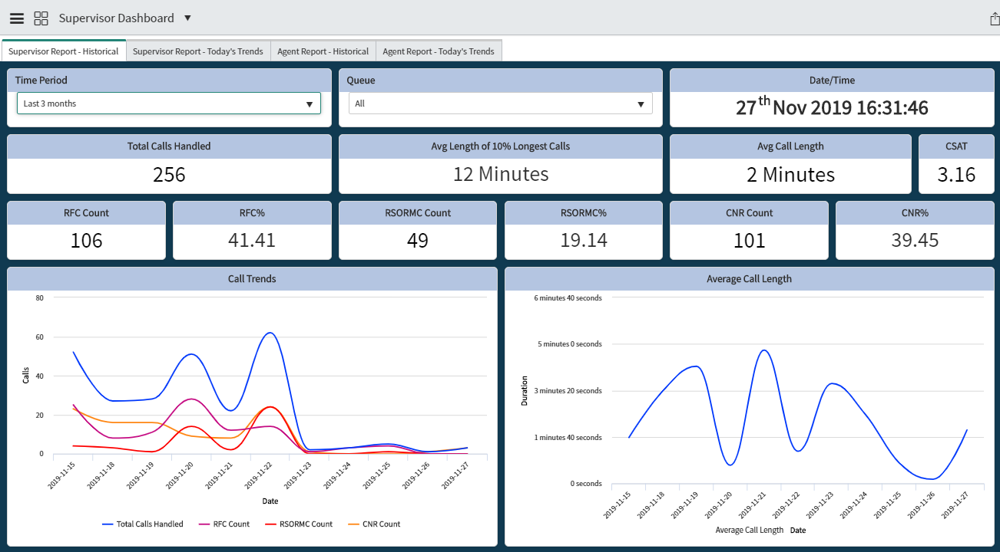 Supervisor Dashboard
Supervisor Report - Historical
Supervisor Report - Today's Trends
Agent Report - Historical
Agent Report - Today's Trends
Time Period
Last 3 months
Queue
All
Date/Time
27th Nov 2019 16:31:46
Total Calls Handled
256
Avg Length of 10% Longest Calls
12 Minutes
Avg Call Length
2 Minutes
CSAT
3.16
RFC Count
106
RFC%
41.41
RSORMC Count
49
RSORMC%
19.14
CNR Count
101
CNR%
39.45
Call Trends
80
60
40
20
0
Calls
2019-11-15
2019-11-18
2019-11-19
2019-11-20
2019-11-21
2019-11-22
2019-11-23
2019-11-24
2019-11-25
2019-11-26
2019-11-27
Date
Total Calls Handled
RFC Count
RSORMC Count
CNR Count
Average Call Length
6 minutes 40 seconds
5 minutes 0 seconds
3 minutes 20 seconds
1 minutes 40 seconds
0 seconds
Duration
2019-11-15
2019-11-18
2019-11-19
2019-11-20
2019-11-21
2019-11-22
2019-11-23
2019-11-24
2019-11-25
2019-11-26
2019-11-27
Average Call Length
Date